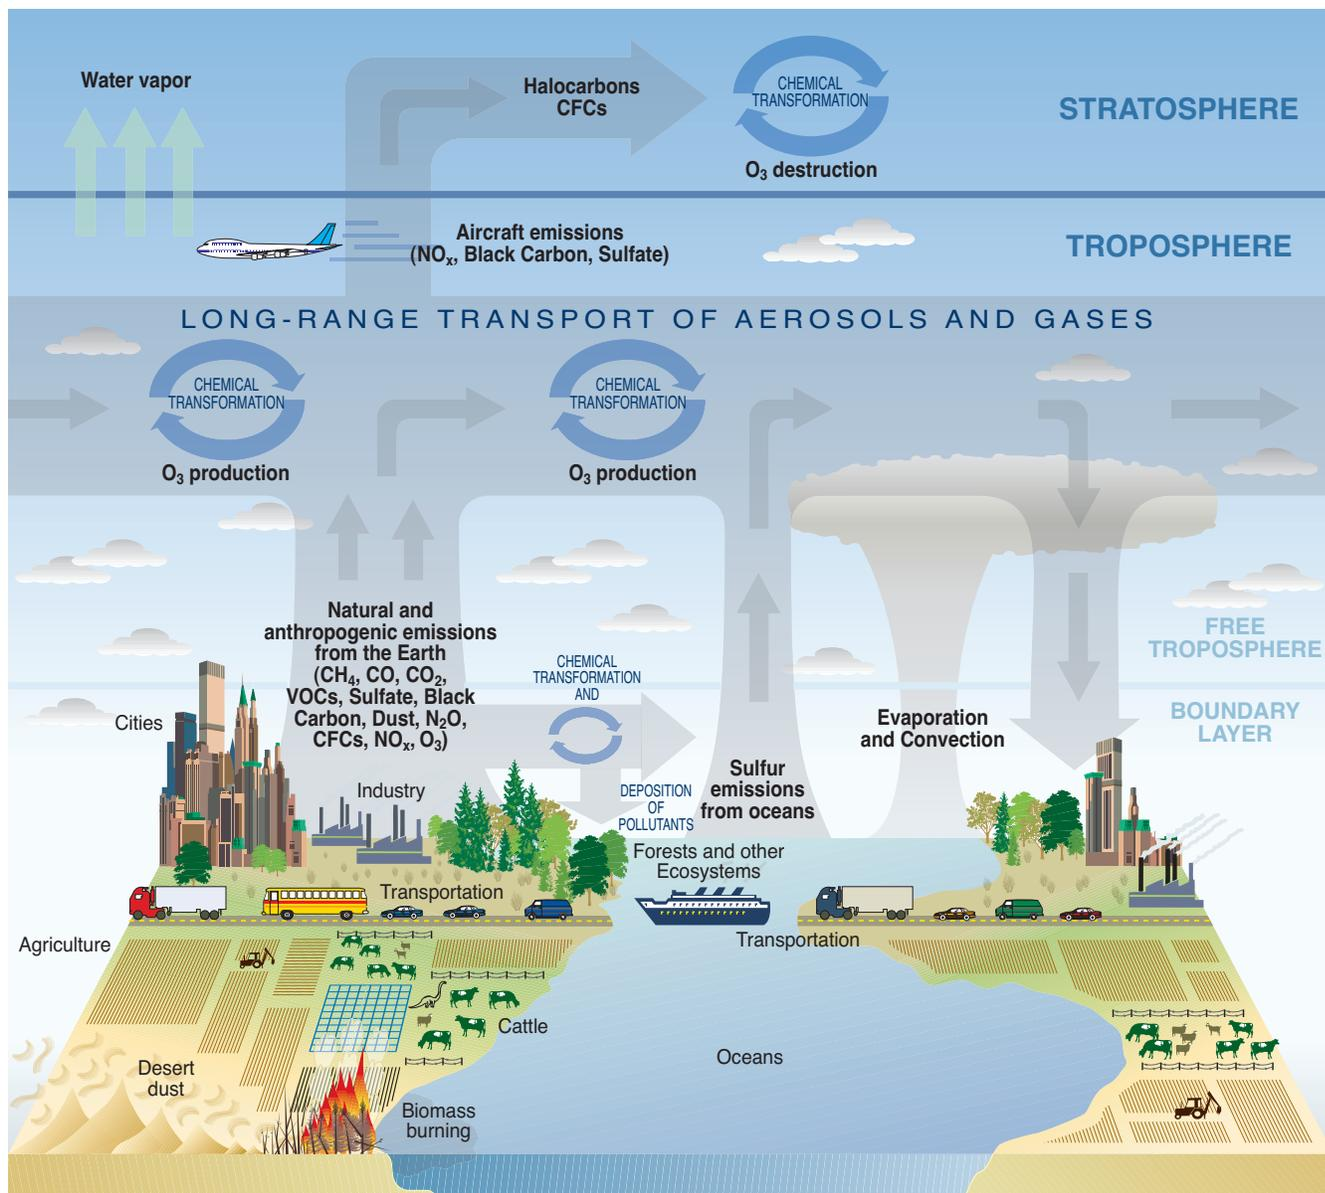 Water vapor
Halocarbons
CFCs
CHEMICAL
TRANSFORMATION
O₃ destruction
STRATOSPHERE
Aircraft emissions
(NOₓ, Black Carbon, Sulfate)
TROPOSPHERE
LONG-RANGE TRANSPORT OF AEROSOLS AND GASES
CHEMICAL
TRANSFORMATION
O₃ production
CHEMICAL
TRANSFORMATION
O₃ production
Natural and
anthropogenic emissions
from the Earth
(CH₄, CO, CO₂,
VOCs, Sulfate, Black
Carbon, Dust, N₂O,
CFCs, NOₓ, O₃)
CHEMICAL
TRANSFORMATION
AND
DEPOSITION
OF
POLLUTANTS
FREE
TROPOSPHERE
BOUNDARY
LAYER
Evaporation
and Convection
Sulfur
emissions
from oceans
Cities
Industry
Forests and other
Ecosystems
Transportation
Transportation
Agriculture
Cattle
Desert
dust
Oceans
Biomass
burning